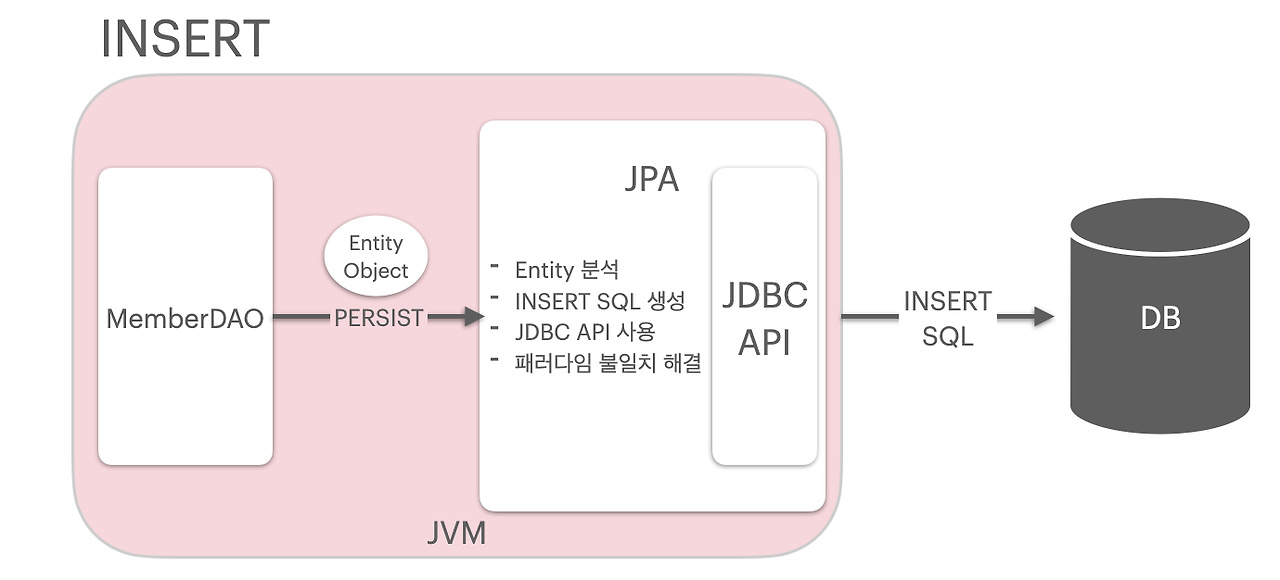 INSERT
MemberDAO
Entity
Object
PERSIST
JPA
- Entity 분석
- INSERT SQL 생성
- JDBC API 사용
- 패러다임 불일치 해결
JDBC
API
INSERT
SQL
DB
JVM